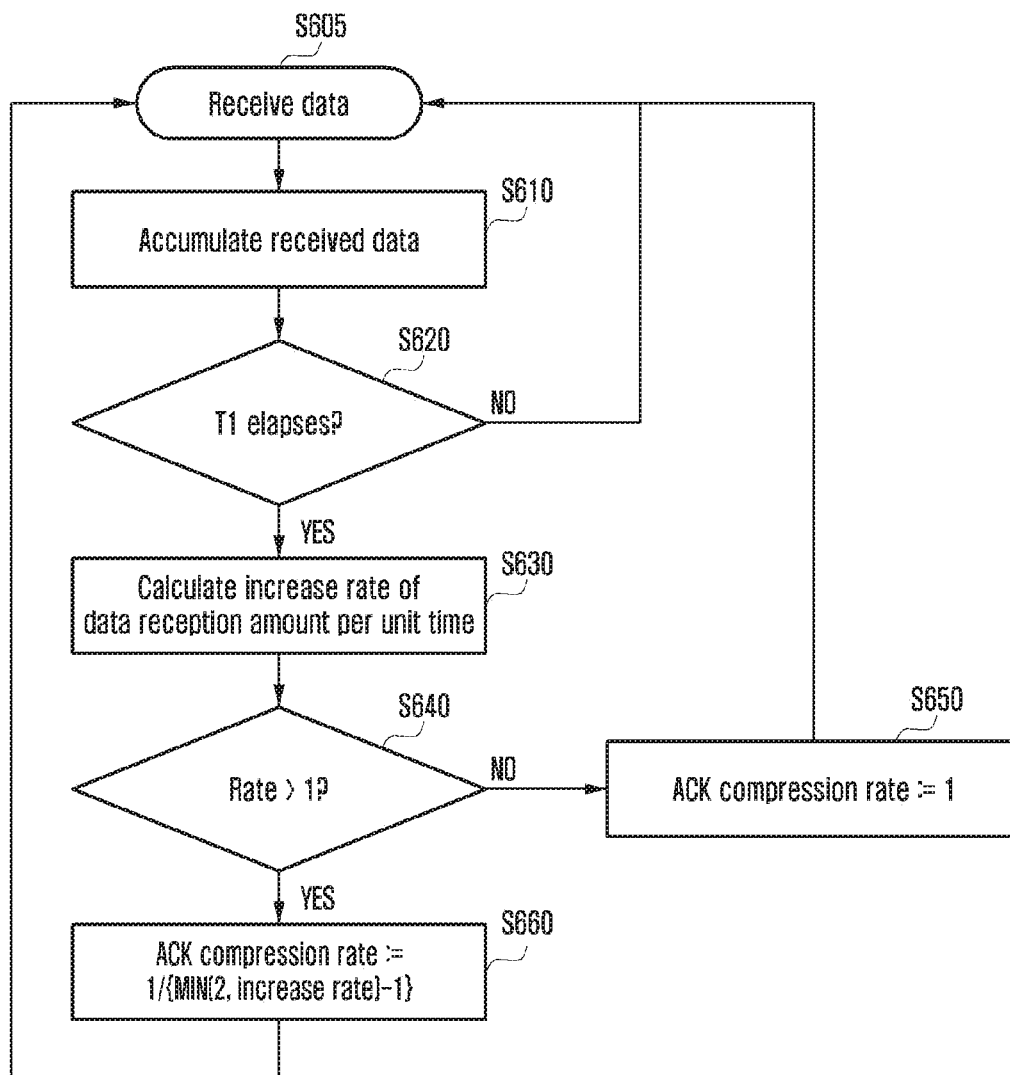 S605
Receive data
S610
Accumulate received data
S620
T1 elapses?
NO
YES
S630
Calculate increase rate of
data reception amount per unit time
S640
Rate > 1?
NO
S650
ACK compression rate := 1
YES
S660
ACK compression rate :=
1/{MIN(2, increase rate)-1}